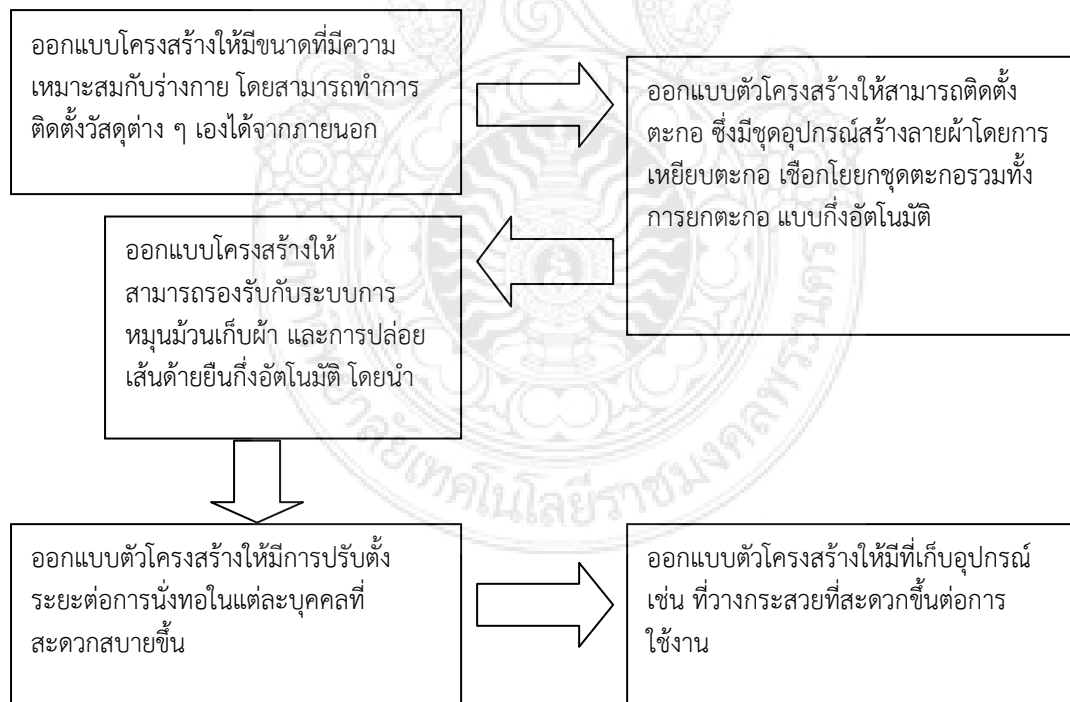 ออกแบบโครงสร้างให้มีขนาดที่มีความ
เหมาะสมกับร่างกาย โดยสามารถทำการ
ติดตั้งวัสดุต่าง ๆ เองได้จากภายนอก
ออกแบบตัวโครงสร้างให้สามารถติดตั้ง
ตะกอ ซึ่งมีชุดอุปกรณ์สร้างลายผ้าโดยการ
เหยียบตะกอ เชือกโยยกชุดตะกอรวมทั้ง
การยกตะกอ แบบกึ่งอัตโนมัติ
ออกแบบโครงสร้างให้
สามารถรองรับกับระบบการ
หมุนม้วนเก็บผ้า และการปล่อย
เส้นด้ายยืนกึ่งอัตโนมัติ โดยนำ
ออกแบบตัวโครงสร้างให้มีการปรับตั้ง
ระยะต่อการนั่งทอในแต่ละบุคคลที่
สะดวกสบายขึ้น
ออกแบบตัวโครงสร้างให้มีที่เก็บอุปกรณ์
เช่น ที่วางกระสวยที่สะดวกขึ้นต่อการ
ใช้งาน